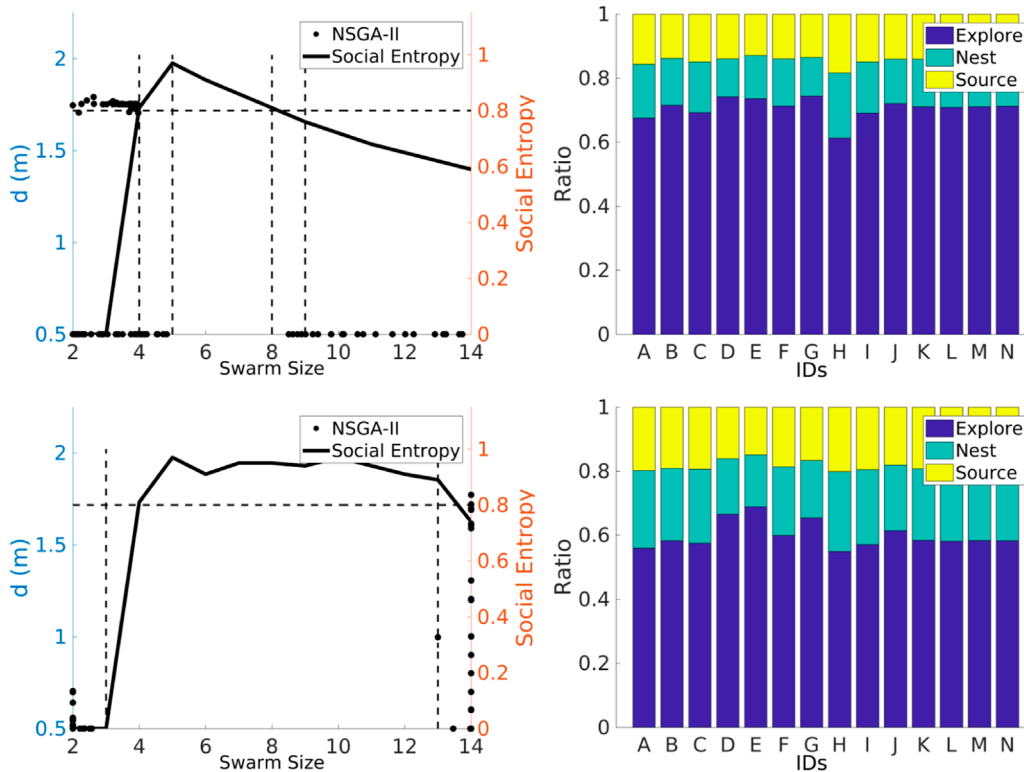 2
1.5
1
0.5
d (m)
1
0.8
0.6
0.4
0.2
0
Social Entropy
NSGA-II
Social Entropy
2 4 6 8 10 12 14
Swarm Size
1
0.8
0.6
0.4
0.2
0
Ratio
Explore
Nest
Source
A B C D E F G H I J K L M N
IDs
2
1.5
1
0.5
d (m)
1
0.8
0.6
0.4
0.2
0
Social Entropy
NSGA-II
Social Entropy
2 4 6 8 10 12 14
Swarm Size
1
0.8
0.6
0.4
0.2
0
Ratio
Explore
Nest
Source
A B C D E F G H I J K L M N
IDs